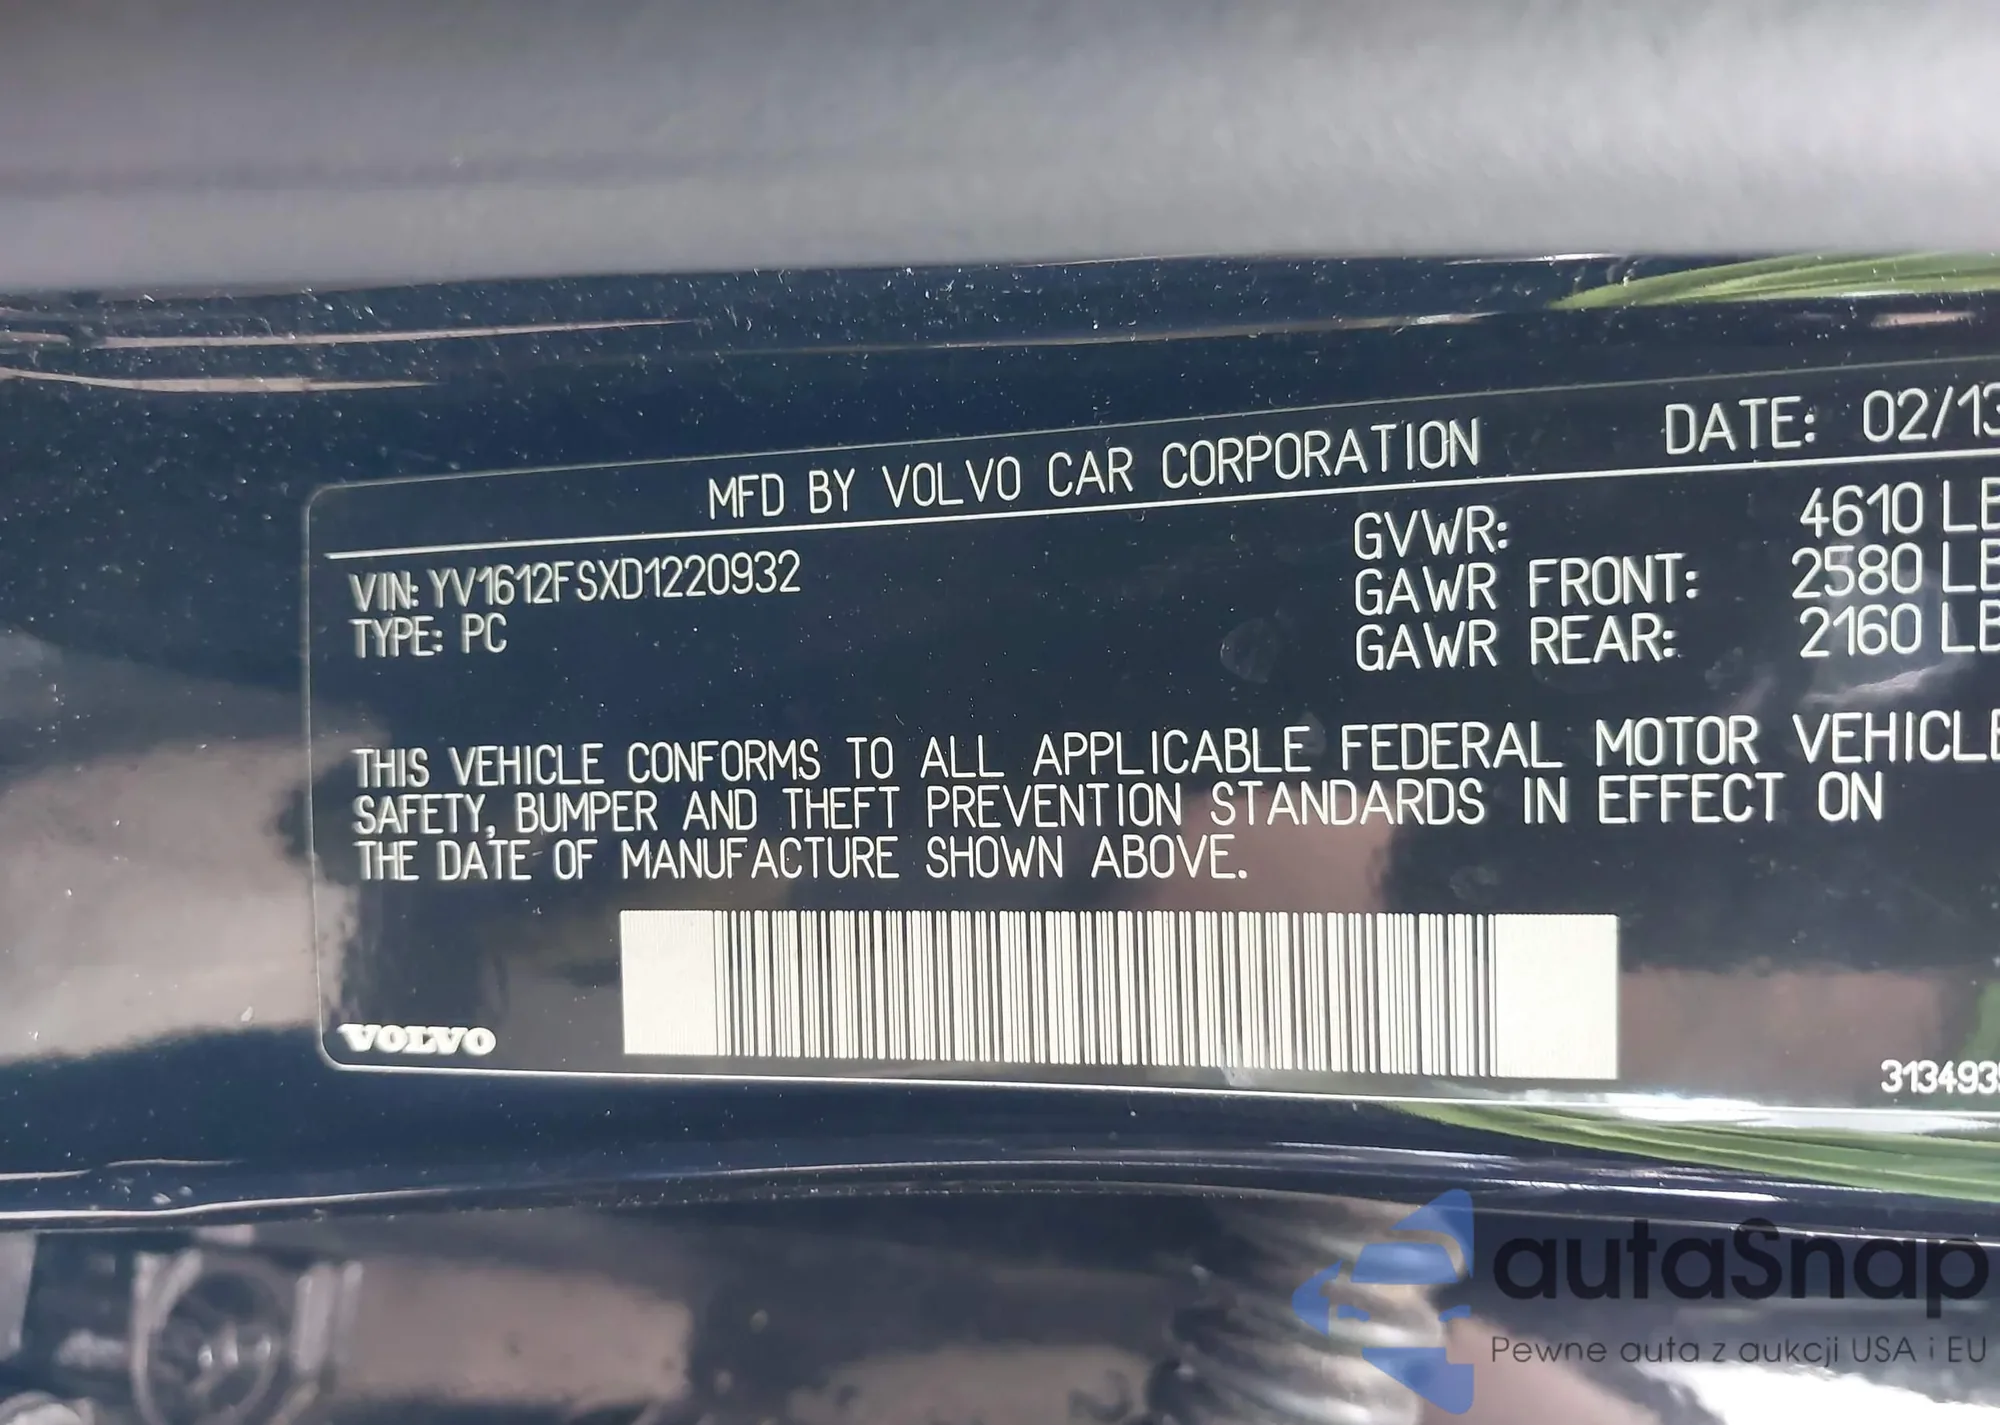 MFD BY VOLVO CAR CORPORATION DATE: 02/13
VIN: YV1612FSXD1220932
TYPE: PC
GVWR: 4610 LB
GAWR FRONT: 2580 LB
GAWR REAR: 2160 LB
THIS VEHICLE CONFORMS TO ALL APPLICABLE FEDERAL MOTOR VEHICLE
SAFETY, BUMPER AND THEFT PREVENTION STANDARDS IN EFFECT ON
THE DATE OF MANUFACTURE SHOWN ABOVE.
VOLVO
313493
autaSnap
Pewne auta z aukcji USA i EU